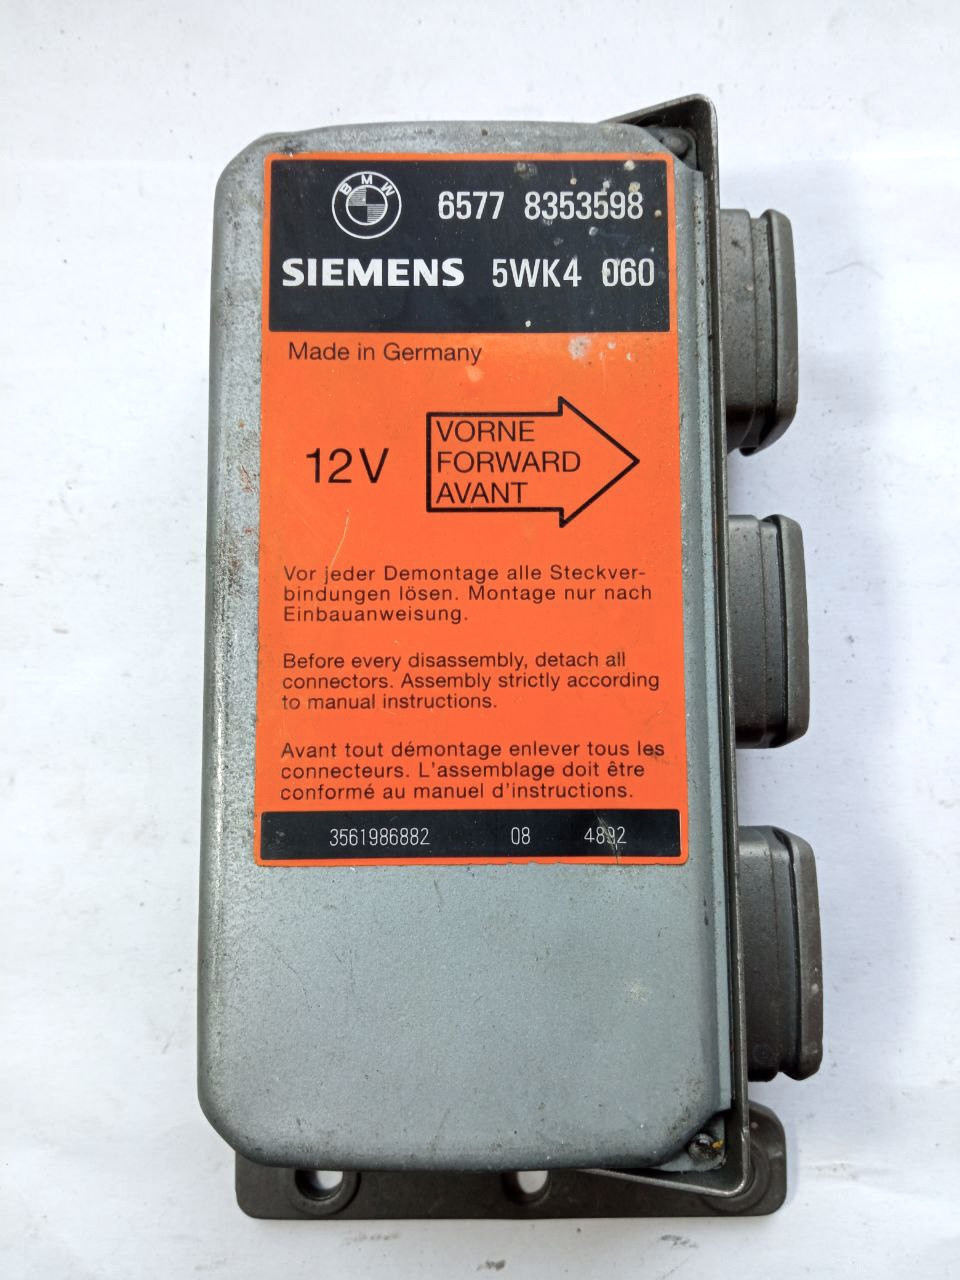 BMW
6577 8353598
SIEMENS 5WK4 060
Made in Germany
12V
VORNE
FORWARD
AVANT
Vor jeder Demontage alle Steckver-
bindungen lösen. Montage nur nach
Einbauanweisung.
Before every disassembly, detach all
connectors. Assembly strictly according
to manual instructions.
Avant tout démontage enlever tous les
connecteurs. L'assemblage doit être
conformé au manuel d'instructions.
3561986882 08 4892